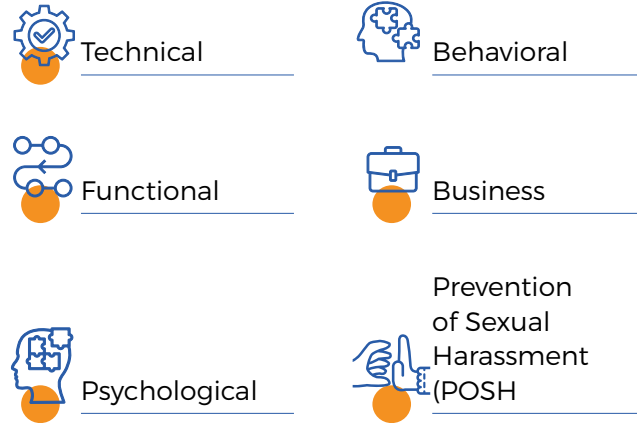 Technical
Behavioral
Functional
Business
Psychological
Prevention
of Sexual
Harassment
(POSH